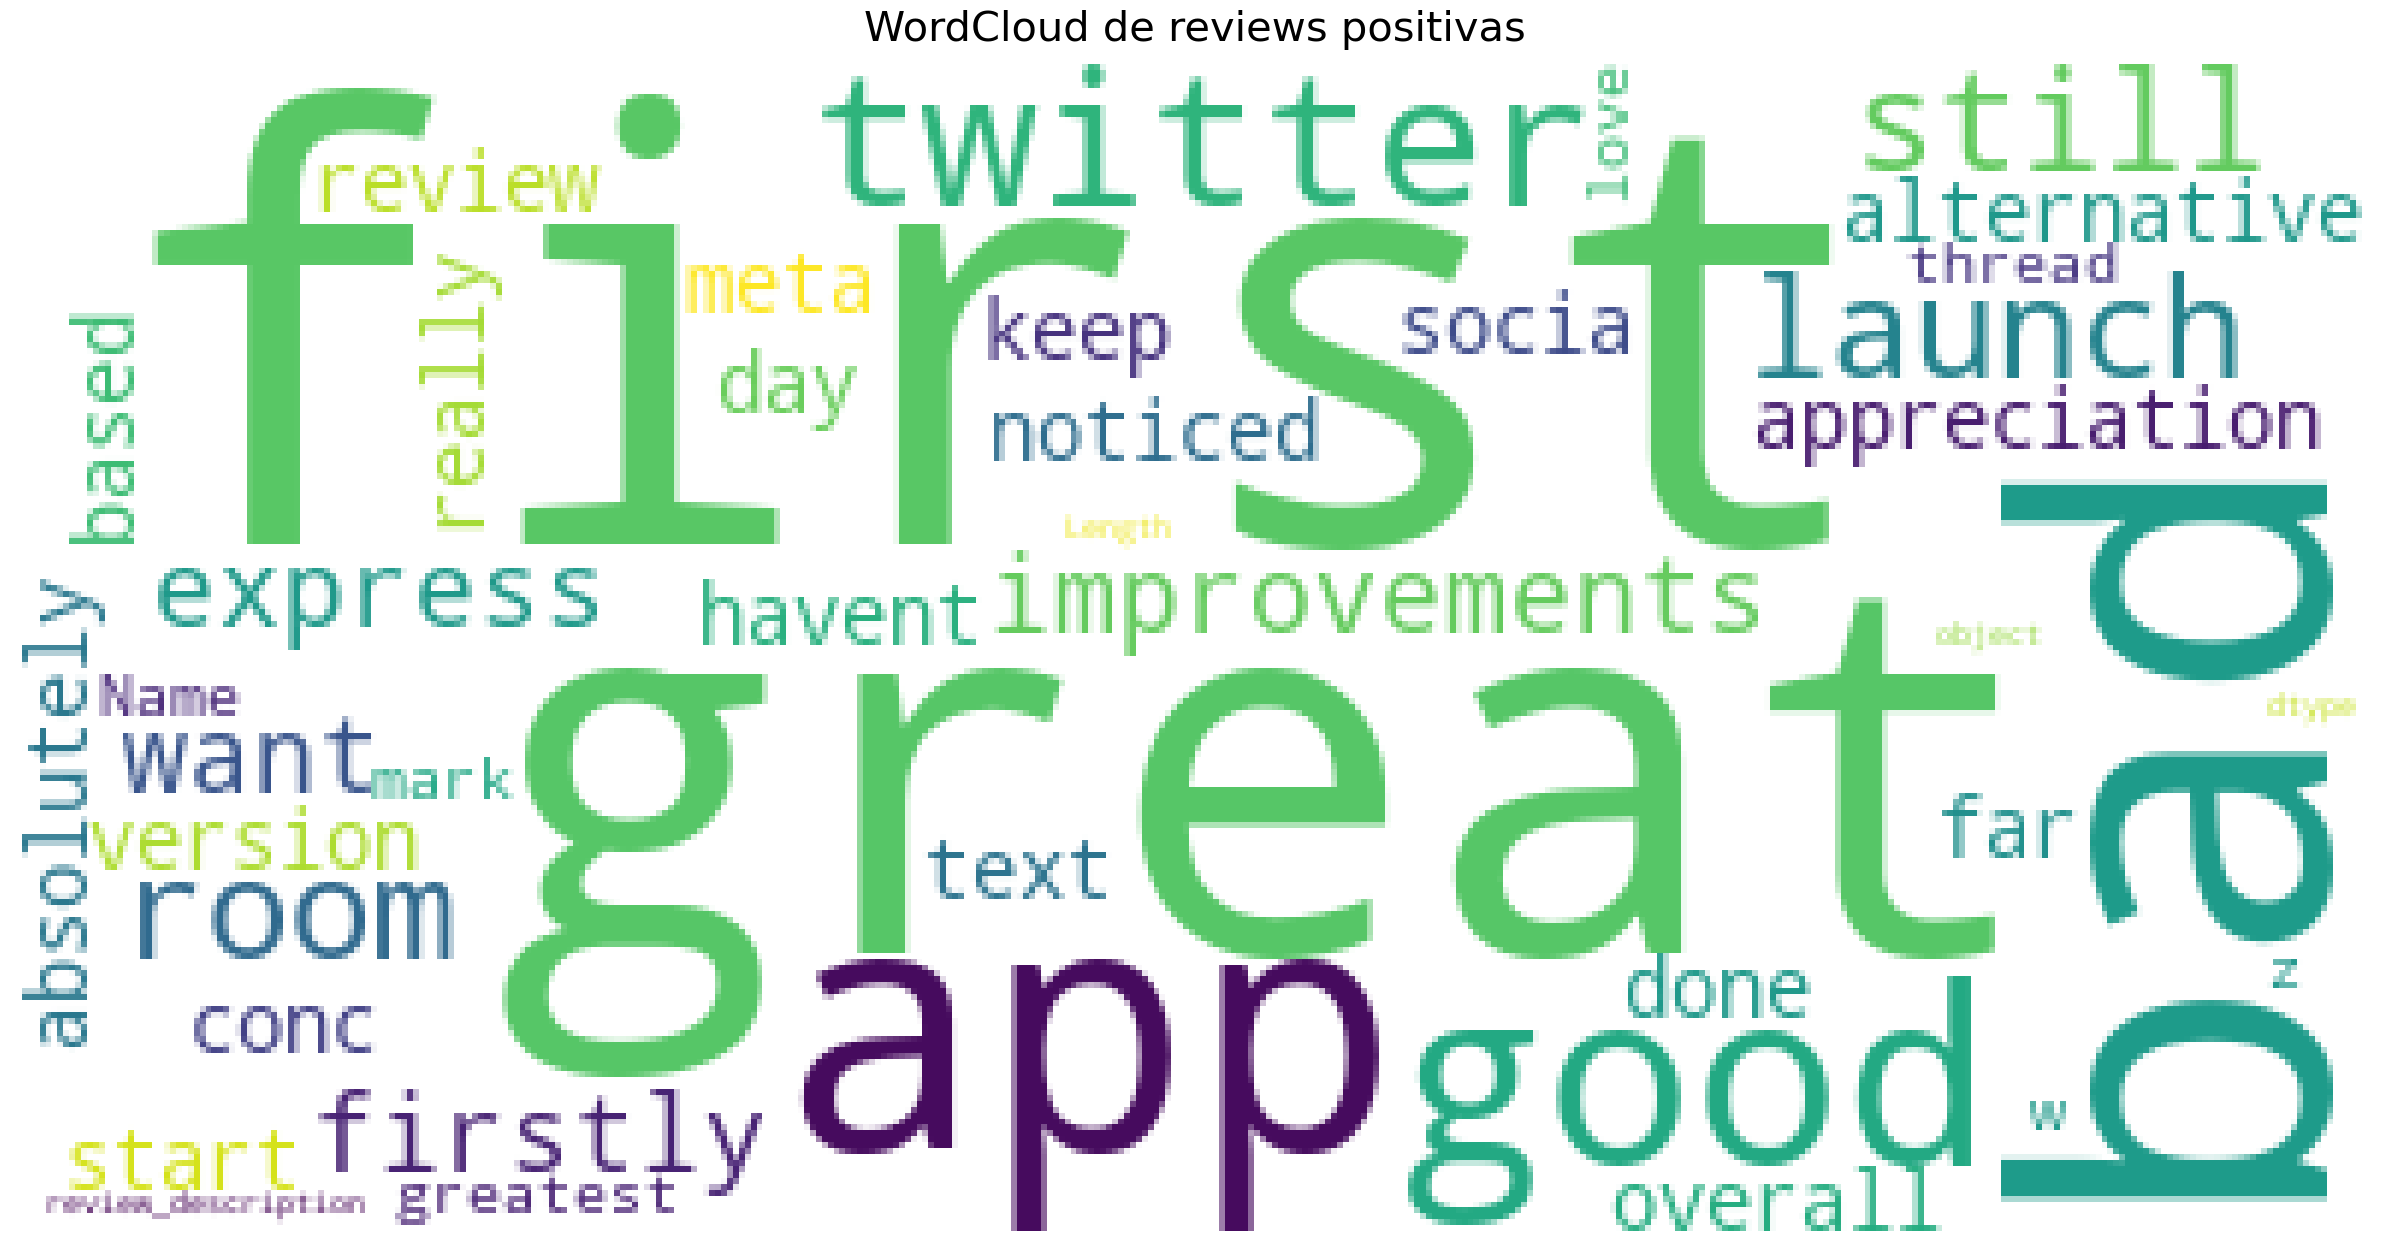 WordCloud de reviews positivas
first
twitter
love
still
review
alternative
thread
really
meta
keep
socia
launch
based
day
noticed
appreciation
Length
bad
express
havent
improvements
object
absolutely
great
Name
dtype
want
mark
version
text
far
room
app
done
z
conc
good
w
start
firstly
review_description
greatest
overall